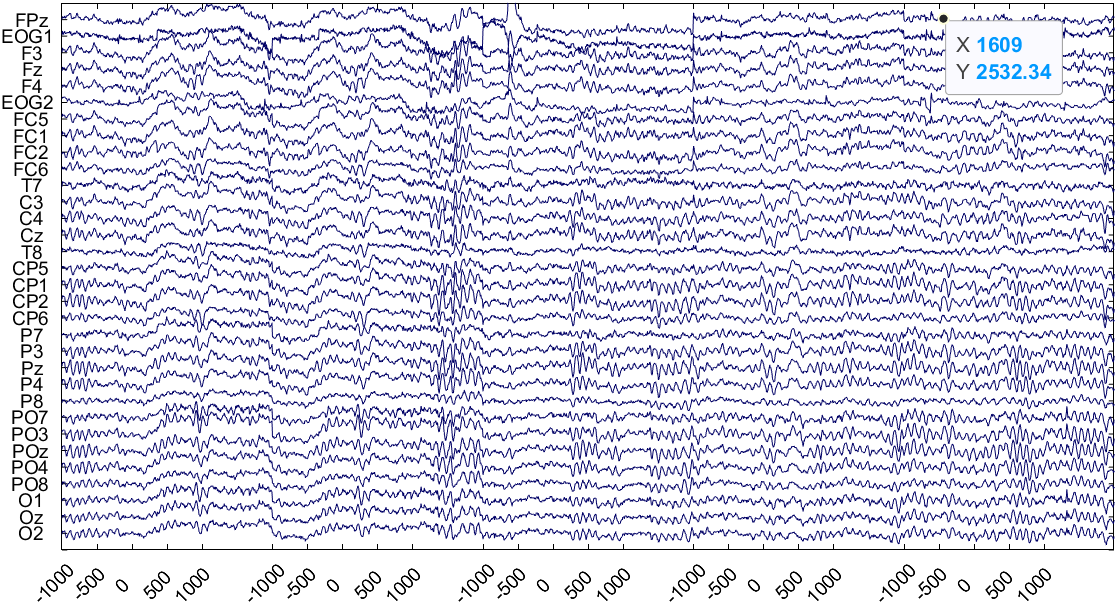 FPz
EOG1
F3
Fz
F4
EOG2
FC5
FC1
FC2
FC6
T7
C3
C4
Cz
T8
CP5
CP1
CP2
CP6
P7
P3
Pz
P4
P8
PO7
PO3
POz
PO4
PO8
O1
Oz
O2
X 1609
Y 2532.34
-1000 -500 0 500 1000 -1000 -500 0 500 1000 -1000 -500 0 500 1000 -1000 -500 0 500 1000 -1000 -500 0 500 1000